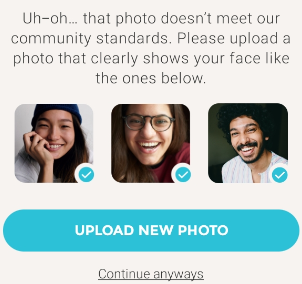 Uh–oh... that photo doesn't meet our
community standards. Please upload a
photo that clearly shows your face like
the ones below.
UPLOAD NEW PHOTO
Continue anyways